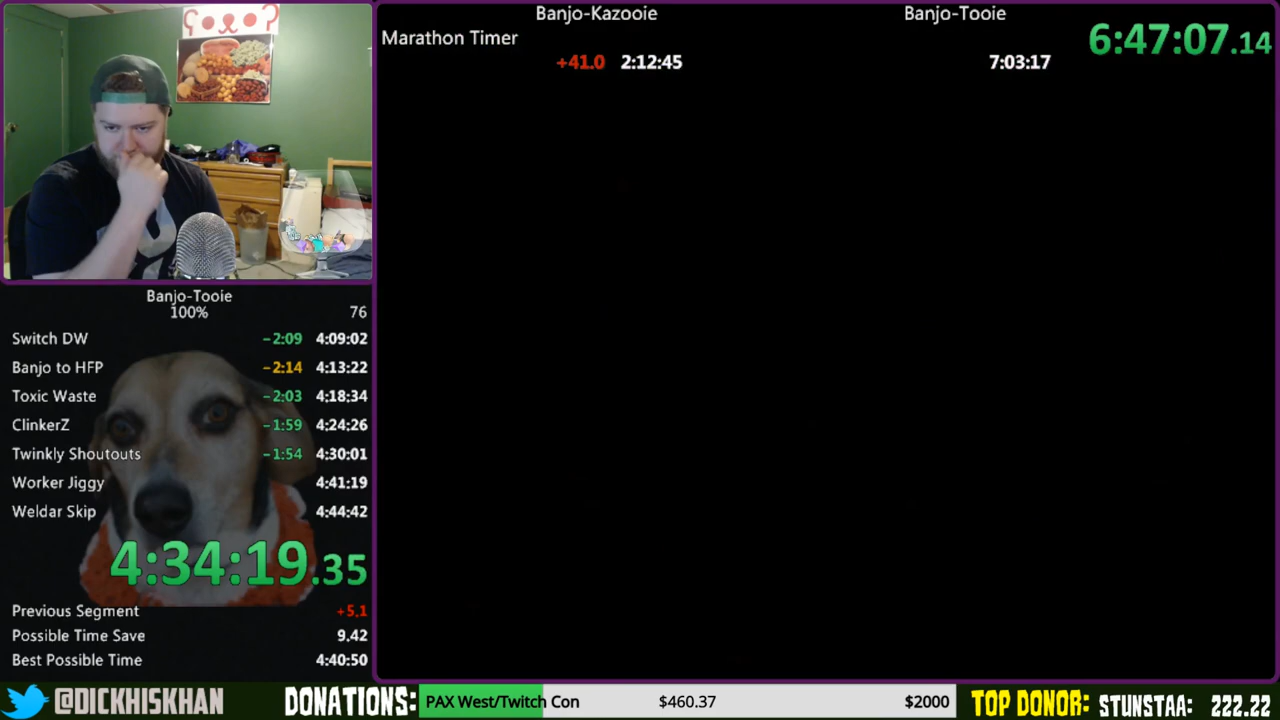 Banjo-Kazooie
Banjo-Tooie
Marathon Timer
6:47:07.14
+41.0 2:12:45
7:03:17
Banjo-Tooie
100% 76
Switch DW -2:09 4:09:02
Banjo to HFP -2:14 4:13:22
Toxic Waste -2:03 4:18:34
ClinkerZ -1:59 4:24:26
Twinkly Shoutouts -1:54 4:30:01
Worker Jiggy 4:41:19
Weldar Skip 4:44:42
4:34:19.35
Previous Segment +5.1
Possible Time Save 9.42
Best Possible Time 4:40:50
@DICKHISKHAN DONATIONS: PAX West/Twitch Con $460.37 $2000 TOP DONOR: STUNSTAA: 222.22